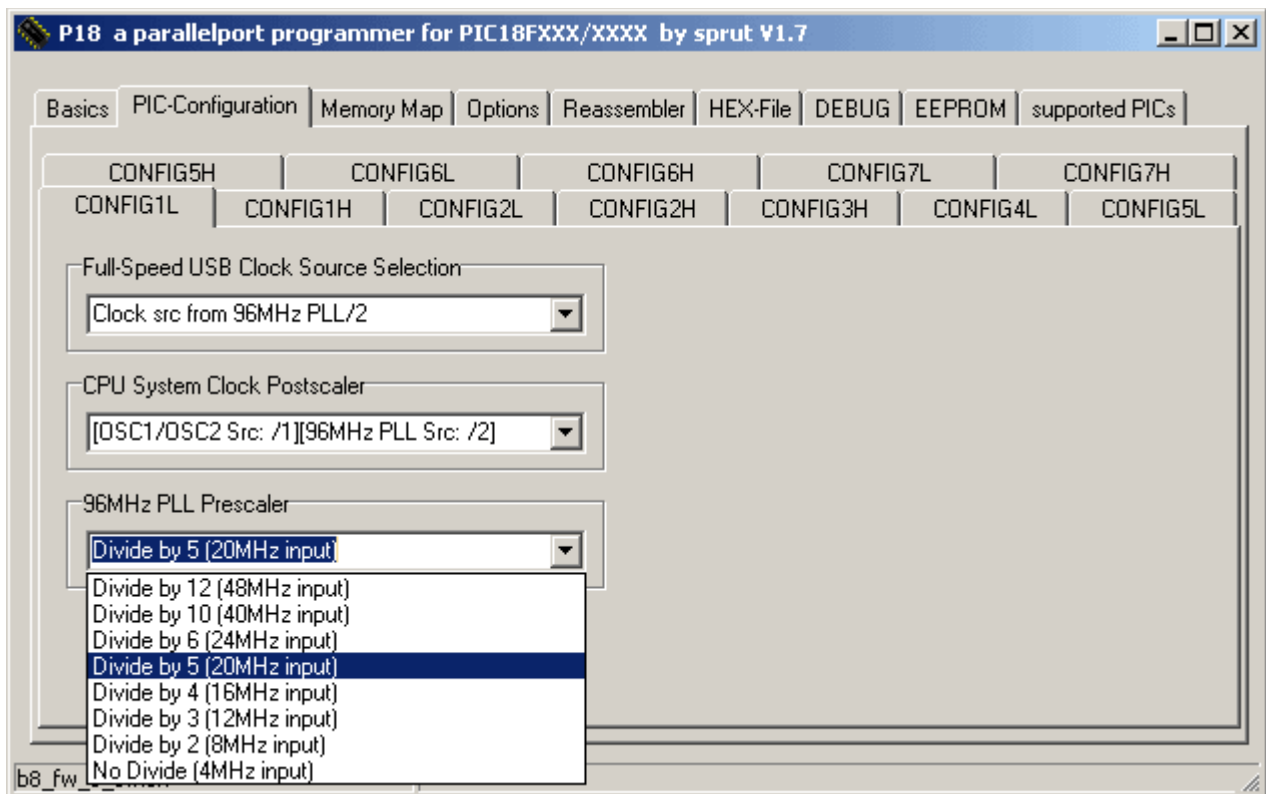 P18 a parallelport programmer for PIC18FXXX/XXXX by sprut V1.7
Basics PIC-Configuration Memory Map Options Reassembler HEX-File DEBUG EEPROM supported PICs
CONFIG5H CONFIG6L CONFIG6H CONFIG7L CONFIG7H
CONFIG1L CONFIG1H CONFIG2L CONFIG2H CONFIG3H CONFIG4L CONFIG5L
Full-Speed USB Clock Source Selection
Clock src from 96MHz PLL/2
CPU System Clock Postscaler
[OSC1/OSC2 Src: /1][96MHz PLL Src: /2]
96MHz PLL Prescaler
Divide by 5 (20MHz input)
Divide by 12 (48MHz input)
Divide by 10 (40MHz input)
Divide by 6 (24MHz input)
Divide by 5 (20MHz input)
Divide by 4 (16MHz input)
Divide by 3 (12MHz input)
Divide by 2 (8MHz input)
No Divide (4MHz input)